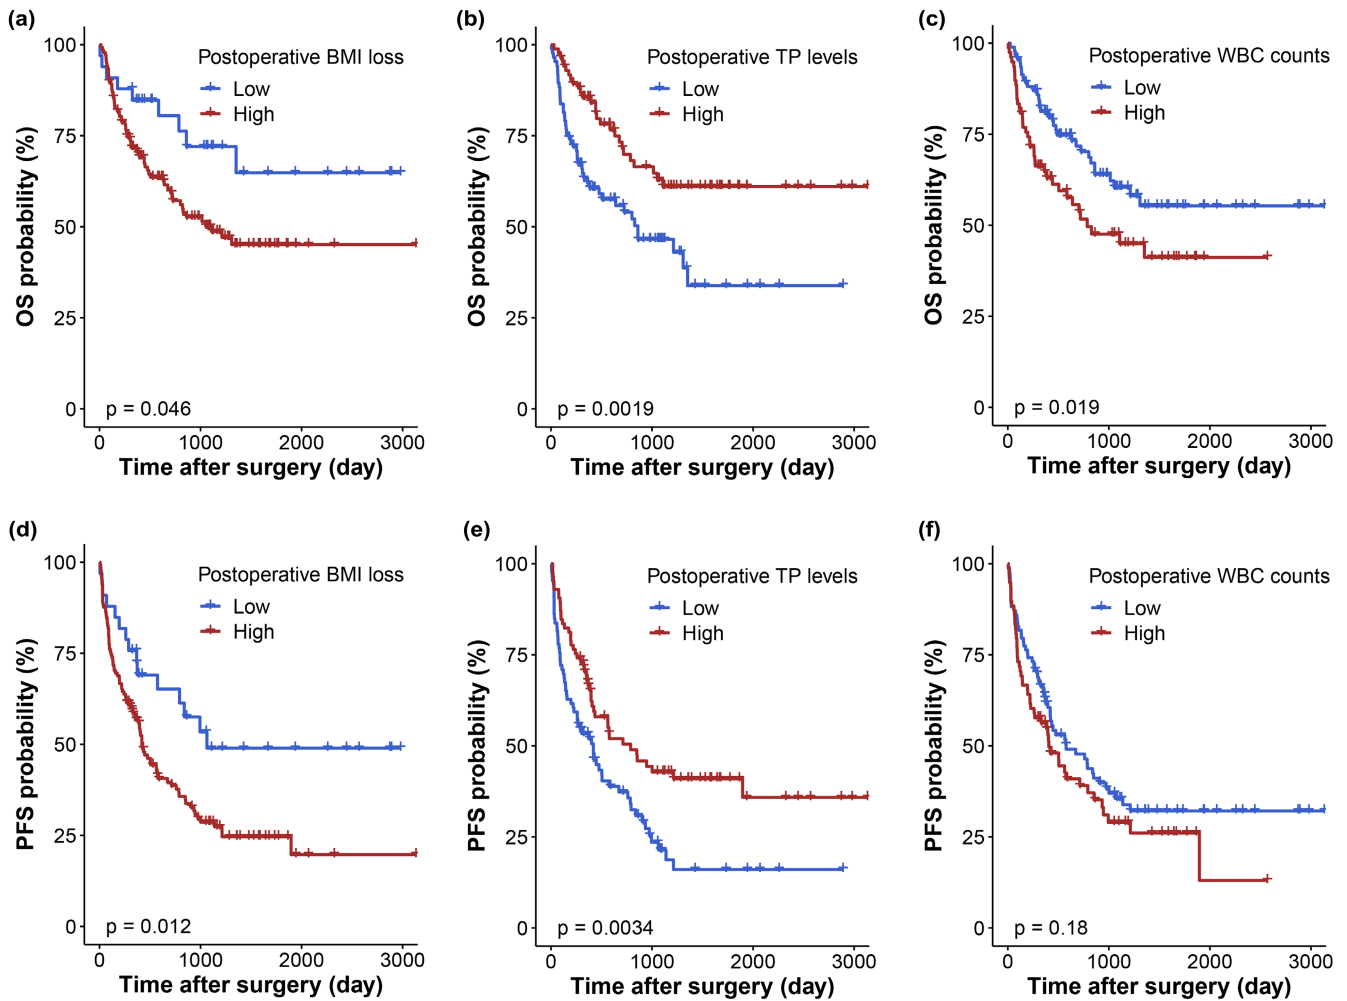 (a)
Postoperative BMI loss
Low
High
OS probability (%)
100
75
50
25
0
p = 0.046
0 1000 2000 3000
Time after surgery (day)
(b)
Postoperative TP levels
Low
High
OS probability (%)
100
75
50
25
0
p = 0.0019
0 1000 2000 3000
Time after surgery (day)
(c)
Postoperative WBC counts
Low
High
OS probability (%)
100
75
50
25
0
p = 0.019
0 1000 2000 3000
Time after surgery (day)
(d)
Postoperative BMI loss
Low
High
PFS probability (%)
100
75
50
25
0
p = 0.012
0 1000 2000 3000
Time after surgery (day)
(e)
Postoperative TP levels
Low
High
PFS probability (%)
100
75
50
25
0
p = 0.0034
0 1000 2000 3000
Time after surgery (day)
(f)
Postoperative WBC counts
Low
High
PFS probability (%)
100
75
50
25
0
p = 0.18
0 1000 2000 3000
Time after surgery (day)